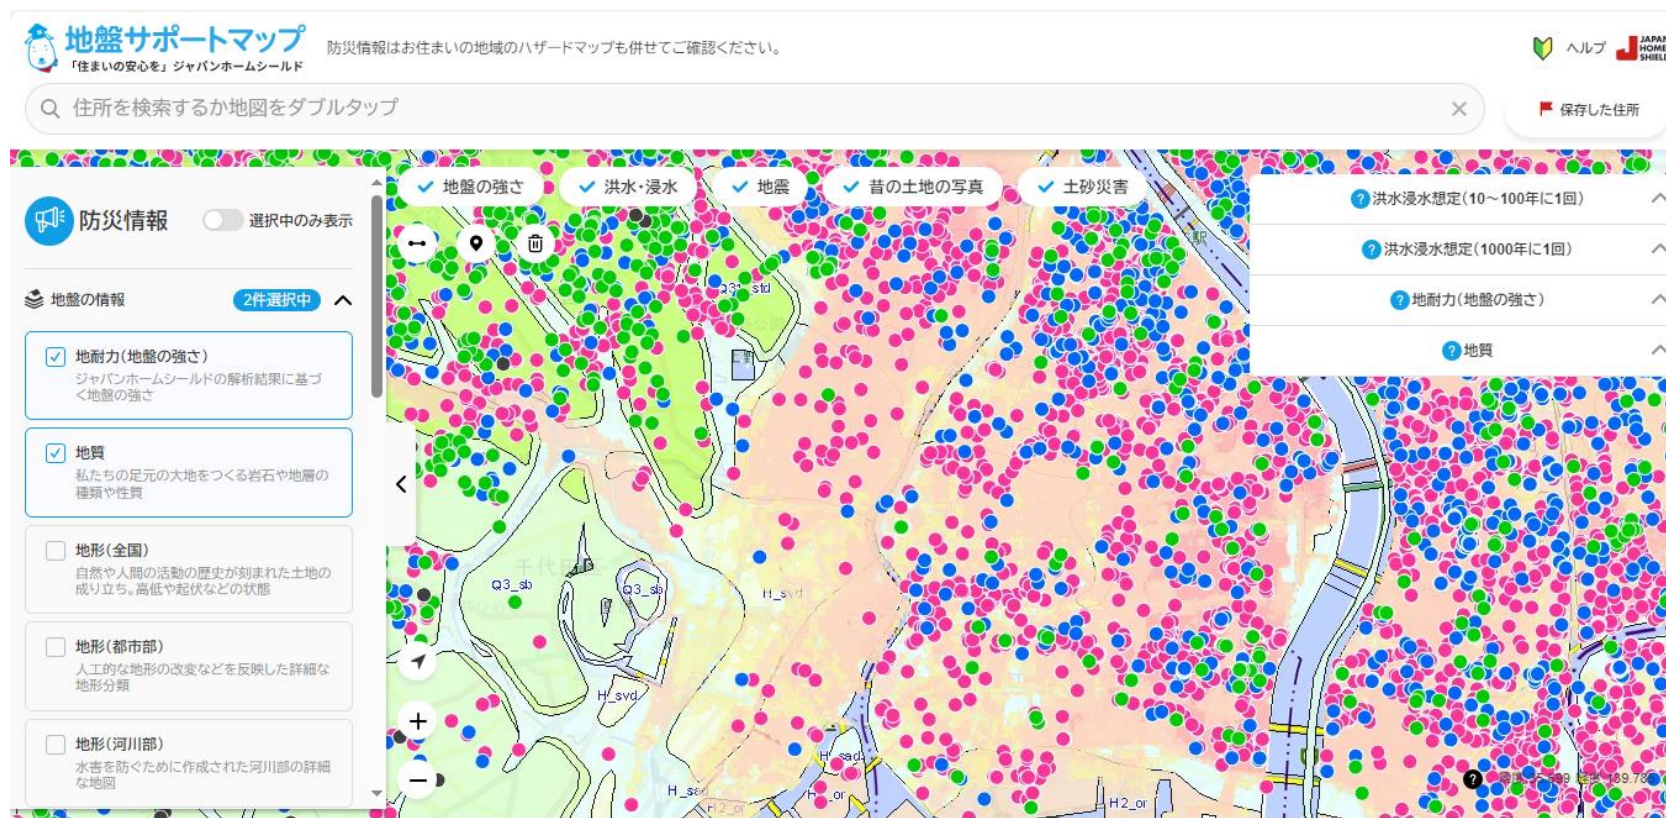 地盤サポートマップ
「住まいの安心を」ジャパンホームシールド
防災情報はお住まいの地域のハザードマップも併せてご確認ください。
ヘルプ
JAPAN
HOME
SHIELD
住所を検索するか地図をダブルタップ
保存した住所
地盤の強さ
洪水・浸水
地震
昔の土地の写真
土砂災害
防災情報
選択中のみ表示
地盤の情報
2件選択中
地耐力(地盤の強さ)
ジャパンホームシールドの解析結果に基づ
く地盤の強さ
地質
私たちの足元の大地をつくる岩石や地層の
種類や性質
地形(全国)
自然や人間の活動の歴史が刻まれた土地の
成り立ち。高低や起伏などの状態
地形(都市部)
人工的な地形の改変などを反映した詳細な
地形分類
地形(河川部)
水害を防ぐために作成された河川部の詳細
な地図
洪水浸水想定(10～100年に1回)
洪水浸水想定(1000年に1回)
地耐力(地盤の強さ)
地質
駅
千代田
Q3_sb
Q3_sb
H_svd
H_svd
H_sad
H2_or
H2_or